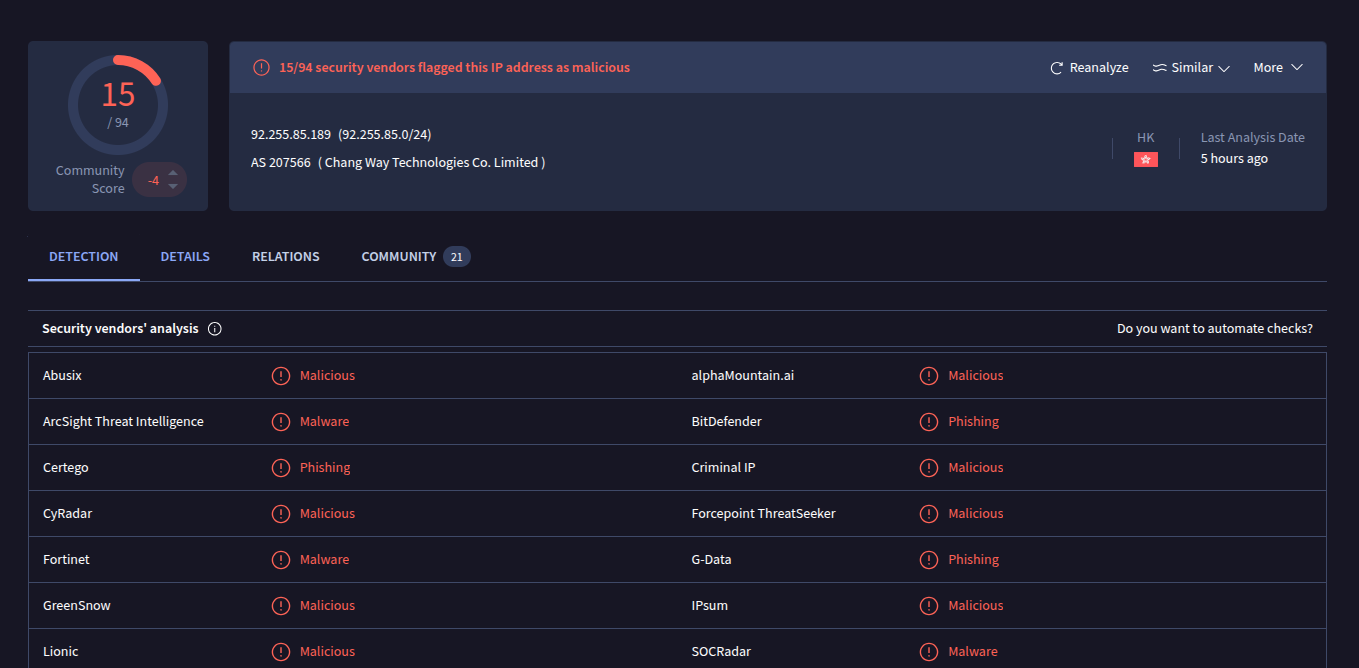 15
/ 94
Community
Score
-4
15/94 security vendors flagged this IP address as malicious
Reanalyze
Similar
More
92.255.85.189 (92.255.85.0/24)
AS 207566 ( Chang Way Technologies Co. Limited )
HK
Last Analysis Date
5 hours ago
DETECTION DETAILS RELATIONS COMMUNITY 21
Security vendors' analysis
Do you want to automate checks?
Abusix Malicious alphaMountain.ai Malicious
ArcSight Threat Intelligence Malware BitDefender Phishing
Certego Phishing Criminal IP Malicious
CyRadar Malicious Forcepoint ThreatSeeker Malicious
Fortinet Malware G-Data Phishing
GreenSnow Malicious IPsum Malicious
Lionic Malicious SOCRadar Malware